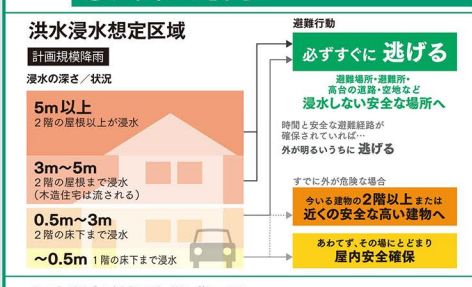 洪水浸水想定区域
計画規模降雨
浸水の深さ／状況
5m以上
2階の屋根以上が浸水
3m〜5m
2階の屋根まで浸水
（木造住宅は流される）
0.5m〜3m
2階の床下まで浸水
〜0.5m 1階の床下まで浸水
避難行動
必ずすぐに 逃げる
避難場所・避難所・
高台の道路・空地など
浸水しない安全な場所へ
時間と安全な避難経路が
確保されていれば…
外が明るいうちに 逃げる
すでに外が危険な場合
今いる建物の2階以上または
近くの安全な高い建物へ
あわてず、その場にとどまり
屋内安全確保